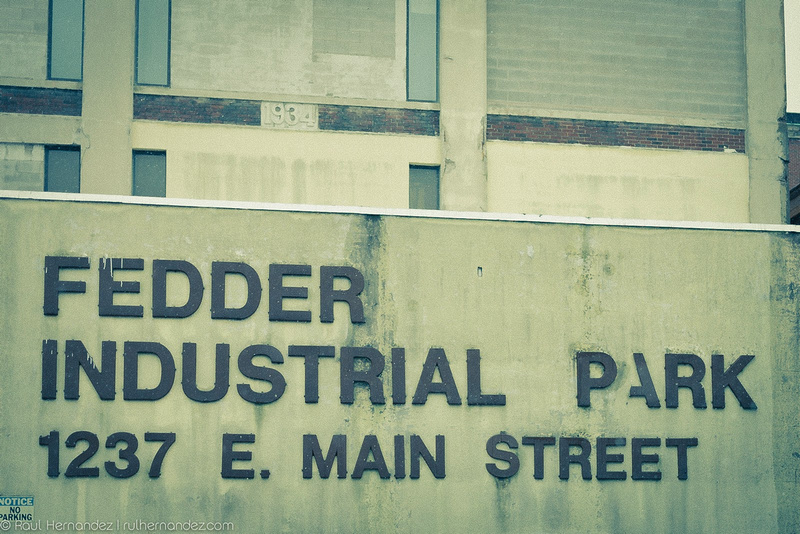 1934
FEDDER
INDUSTRIAL PARK
1237 E. MAIN STREET
NOTICE
NO
PARKING
© Raul Hernandez | rulhernandez.com